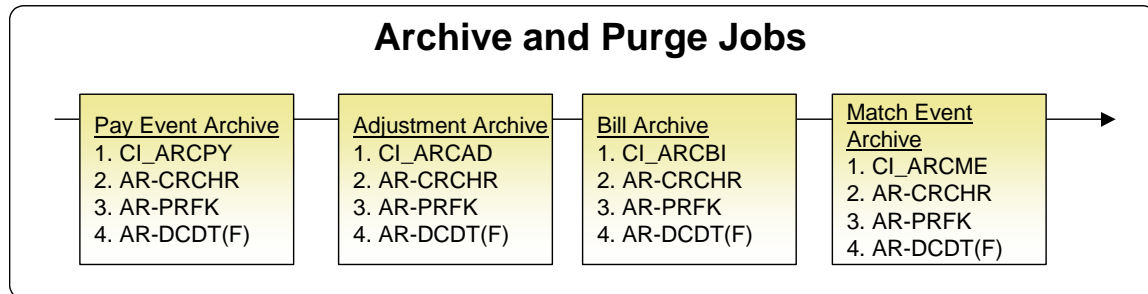 Archive and Purge Jobs
Pay Event Archive
1. CI_ARCPY
2. AR-CRCHR
3. AR-PRFK
4. AR-DCDT(F)
Adjustment Archive
1. CI_ARCAD
2. AR-CRCHR
3. AR-PRFK
4. AR-DCDT(F)
Bill Archive
1. CI_ARCBI
2. AR-CRCHR
3. AR-PRFK
4. AR-DCDT(F)
Match Event
Archive
1. CI_ARCME
2. AR-CRCHR
3. AR-PRFK
4. AR-DCDT(F)